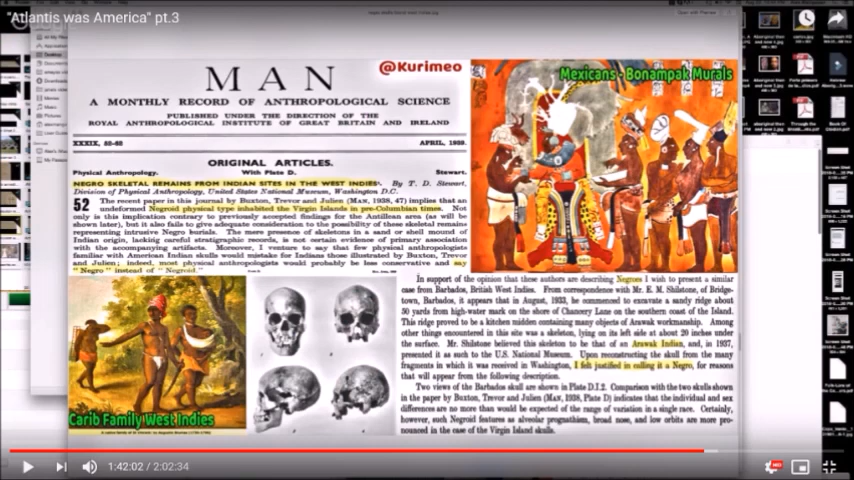 "Atlantis was America" pt.3
MAN
@Kurimeo
A MONTHLY RECORD OF ANTHROPOLOGICAL SCIENCE
PUBLISHED UNDER THE DIRECTION OF THE
ROYAL ANTHROPOLOGICAL INSTITUTE OF GREAT BRITAIN AND IRELAND
APRIL, 1939.
ORIGINAL ARTICLES.
Physical Anthropology. With Plate D. Stewart.
NEGRO SKELETAL REMAINS FROM INDIAN SITES IN THE WEST INDIES. By T. D. Stewart,
Division of Physical Anthropology, United States National Museum, Washington D.C.
52 The recent paper in this journal by Buxton, Trevor and Julien (MAN, 1938, 47) implies that an
undeformed Negroid physical type inhabited the Virgin Islands in pre-Columbian times. Not
only is this implication contrary to previously accepted findings for the Antillean area (as will be
shown later), but it also fails to give adequate consideration to the possibility of these skeletal remains
representing intrusive Negro burials. The mere presence of skeletons in a sand or shell mound of
Indian origin, lacking careful stratigraphic records, is not certain evidence of primary association
with the accompanying artifacts. Moreover, I venture to say that few physical anthropologists
familiar with American Indian skulls would mistake for Indians those illustrated by Buxton, Trevor
and Julien; indeed, most physical anthropologists would probably be less conservative and say
"Negro" instead of "Negroid."
Mexicans - Bonampak Murals
Carib Family West Indies
In support of the opinion that these authors are describing Negroes I wish to present a similar
case from Barbados, British West Indies. From correspondence with Mr. E. M. Shilstone, of Bridge-
town, Barbados, it appears that in August, 1933, he commenced to excavate a sandy ridge about
50 yards from high-water mark on the shore of Chancery Lane on the southern coast of the Island.
This ridge proved to be a kitchen midden containing many objects of Arawak workmanship. Among
other things encountered in this site was a skeleton, lying on its left side at about 20 inches under
the surface. Mr. Shilstone believed this skeleton to be that of an Arawak Indian, and, in 1937,
presented it as such to the U.S. National Museum. Upon reconstructing the skull from the many
fragments in which it was received in Washington, I felt justified in calling it a Negro, for reasons
that will appear from the following description.
Two views of the Barbados skull are shown in Plate D.1.2. Comparison with the two skulls shown
in the paper by Buxton, Trevor and Julien (MAN, 1938, Plate D) indicates that the individual and sex
differences are no more than would be expected of the range of variation in a single race. Certainly,
however, such Negroid features as alveolar prognathism, broad nose, and low orbits are more pro-
nounced in the case of the Virgin Island skulls.
1:42:02 / 2:02:34